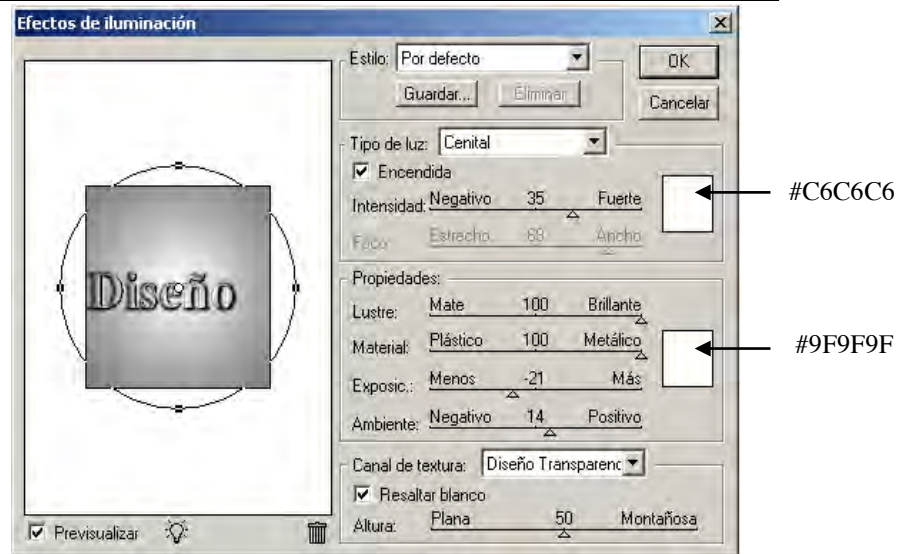 Efectos de iluminación
Estilo: Por defecto
OK
Guardar... Eliminar
Cancelar
Tipo de luz: Cenital
Encendida
Intensidad: Negativo 35 Fuerte
#C6C6C6
Foco: Estrecho 68 Ancho
Diseño
Propiedades:
Lustre: Mate 100 Brillante
Material: Plástico 100 Metálico
#9F9F9F
Exposic.: Menos -21 Más
Ambiente: Negativo 14 Positivo
Canal de textura: Diseño Transparenc
Resaltar blanco
Altura: Plana 50 Montañosa
Previsualizar